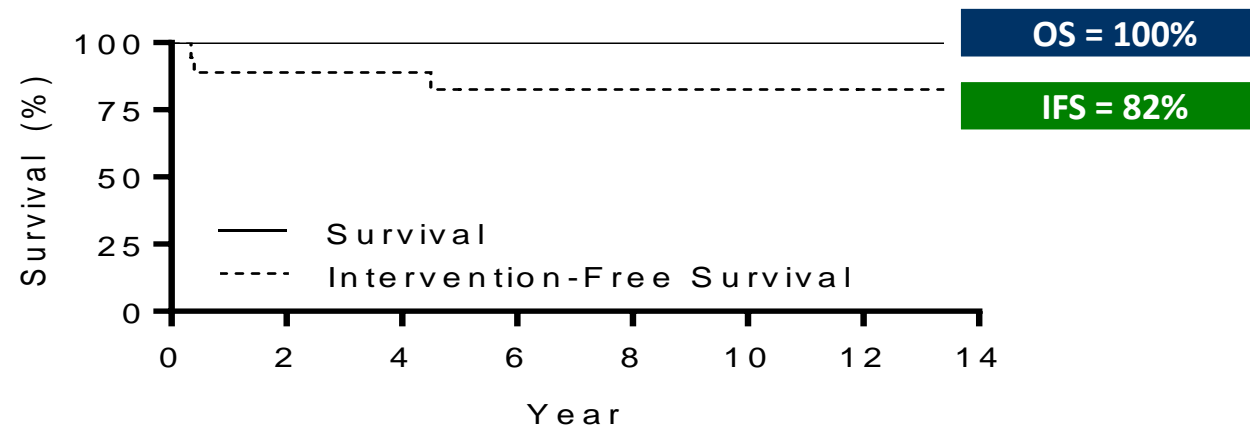 OS = 100%
IFS = 82%
Survival (%)
100
75
50
25
0
Survival
Intervention-Free Survival
0 2 4 6 8 10 12 14
Year